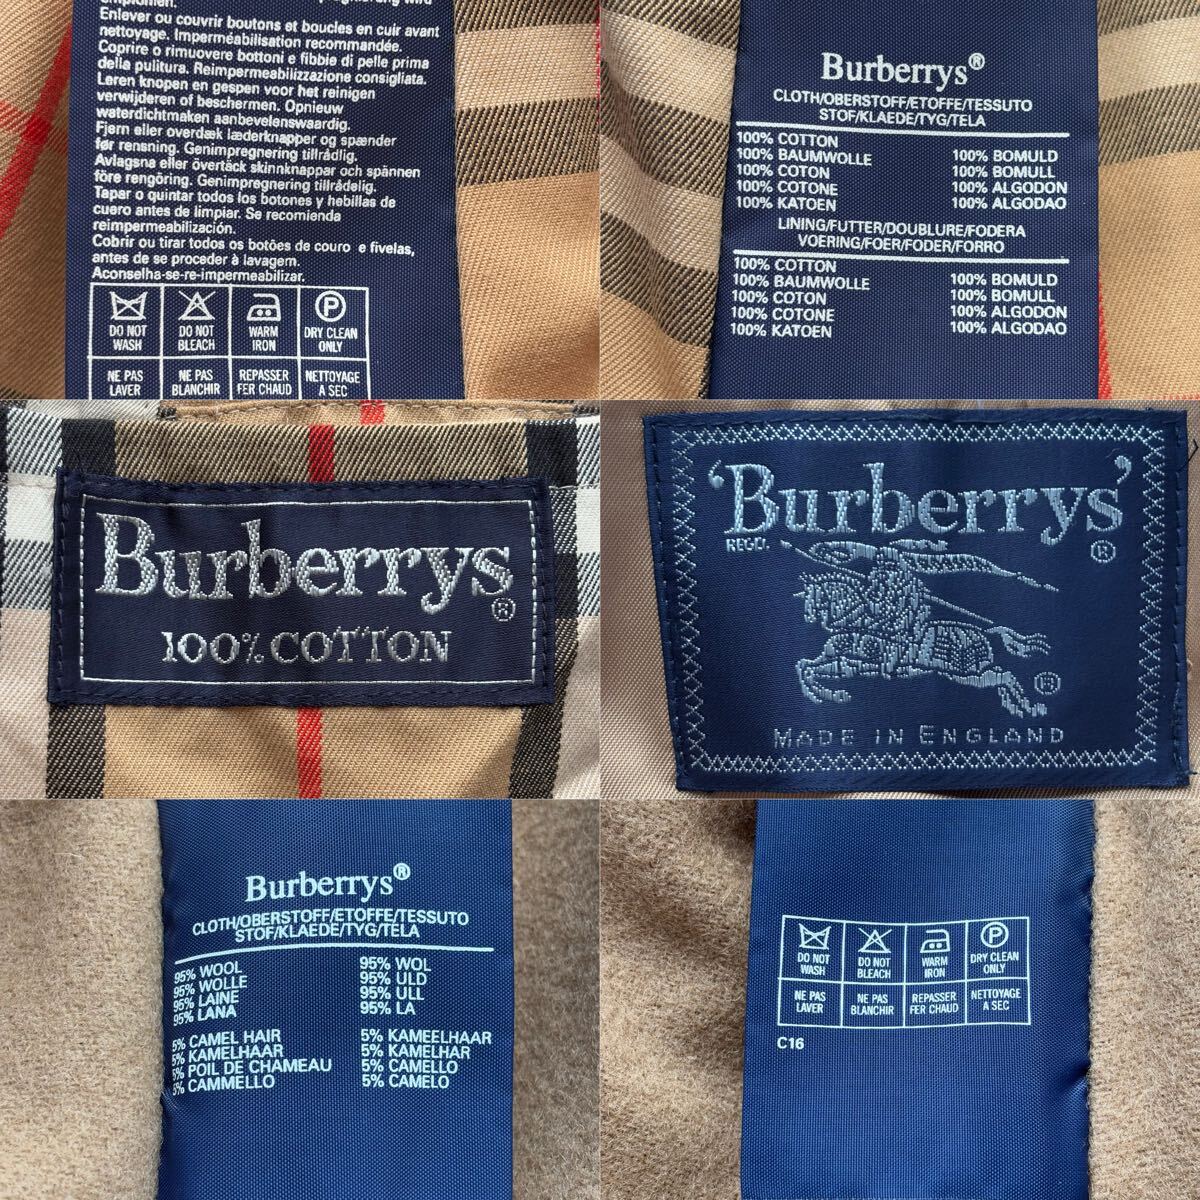 Enlever ou couvrir boutons et boucles en cuir avant
nettoyage. Imperméabilisation recommandée.
Coprire o rimuovere bottoni e fibbie di pelle prima
della pulitura. Reimpermeabilizzazione consigliata.
Leren knopen en gespen voor het reinigen
verwijderen of beschermen. Opnieuw
waterdichtmaken aanbevelenswaardig.
Fjern eller overdæk læderknapper og spænder
før rensning. Genimpregnering tillrådlig.
Avlagsna eller övertäck skinnknappar och spännen
före rengöring. Genimpregnering tillrådelig.
Tapar o quintar todos los botones y hebillas de
cuero antes de limpiar. Se recomienda
reimpermeabilización.
Cobrir ou tirar todos os botões de couro e fivelas,
antes de se proceder à lavagem.
Aconselha-se-re-impermeabilizar.
P
DO NOT WASH
DO NOT BLEACH
WARM IRON
DRY CLEAN ONLY
NE PAS LAVER
NE PAS BLANCHIR
REPASSER FER CHAUD
NETTOYAGE A SEC
Burberrys®
CLOTH/OBERSTOFF/ETOFFE/TESSUTO
STOF/KLAEDE/TYG/TELA
100% COTTON
100% BAUMWOLLE 100% BOMULD
100% COTON 100% BOMULL
100% COTONE 100% ALGODON
100% KATOEN 100% ALGODAO
LINING/FUTTER/DOUBLURE/FODERA
VOERING/FOER/FODER/FORRO
100% COTTON
100% BAUMWOLLE 100% BOMULD
100% COTON 100% BOMULL
100% COTONE 100% ALGODON
100% KATOEN 100% ALGODAO
Burberrys®
100% COTTON
'Burberrys'
REGD. ®
®
MADE IN ENGLAND
Burberrys®
CLOTH/OBERSTOFF/ETOFFE/TESSUTO
STOF/KLAEDE/TYG/TELA
95% WOOL 95% WOL
95% WOLLE 95% ULD
95% LAINE 95% ULL
95% LANA 95% LA
5% CAMEL HAIR 5% KAMEELHAAR
5% KAMELHAAR 5% KAMELHAR
5% POIL DE CHAMEAU 5% CAMELLO
5% CAMMELLO 5% CAMELO
P
DO NOT WASH
DO NOT BLEACH
WARM IRON
DRY CLEAN ONLY
NE PAS LAVER
NE PAS BLANCHIR
REPASSER FER CHAUD
NETTOYAGE A SEC
C16